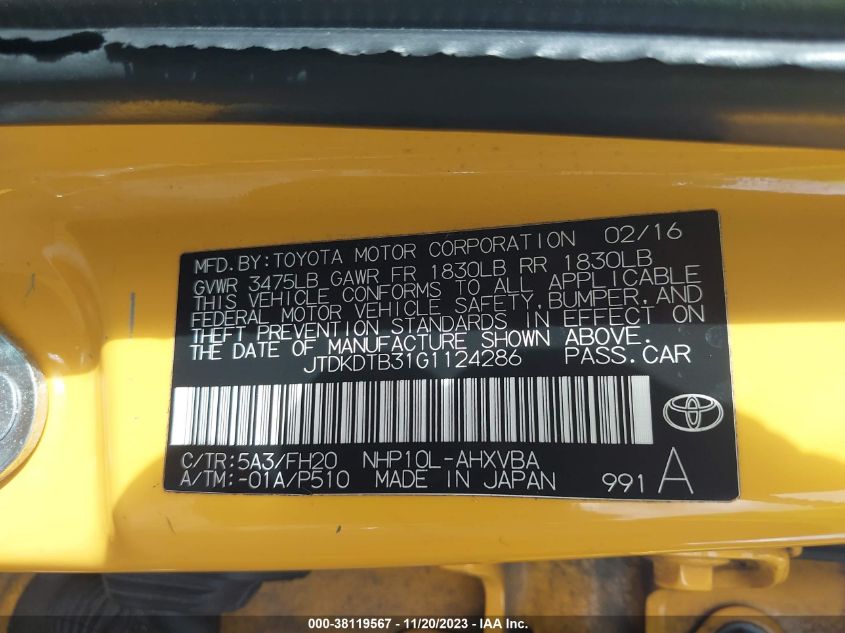 MFD.BY:TOYOTA MOTOR CORPORATION 02/16
GVWR 3475LB GAWR FR 1830LB RR 1830LB
THIS VEHICLE CONFORMS TO ALL APPLICABLE
FEDERAL MOTOR VEHICLE SAFETY,BUMPER,AND
THEFT PREVENTION STANDARDS IN EFFECT ON
THE DATE OF MANUFACTURE SHOWN ABOVE.
JTDKDTB31G1124286 PASS.CAR
C/TR:5A3/FH20 NHP10L-AHXVBA
A/TM:-01A/P510 MADE IN JAPAN 991 A
000-38119567 - 11/20/2023 - IAA Inc.